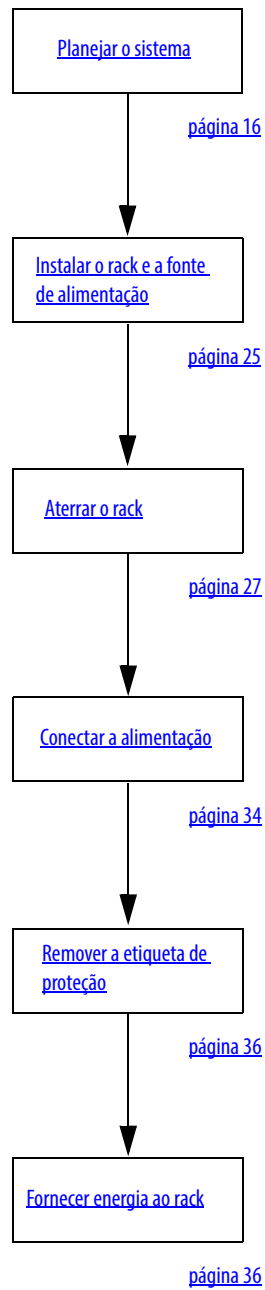 Planejar o sistema
página 16
Instalar o rack e a fonte
de alimentação
página 25
Aterrar o rack
página 27
Conectar a alimentação
página 34
Remover a etiqueta de
proteção
página 36
Fornecer energia ao rack
página 36